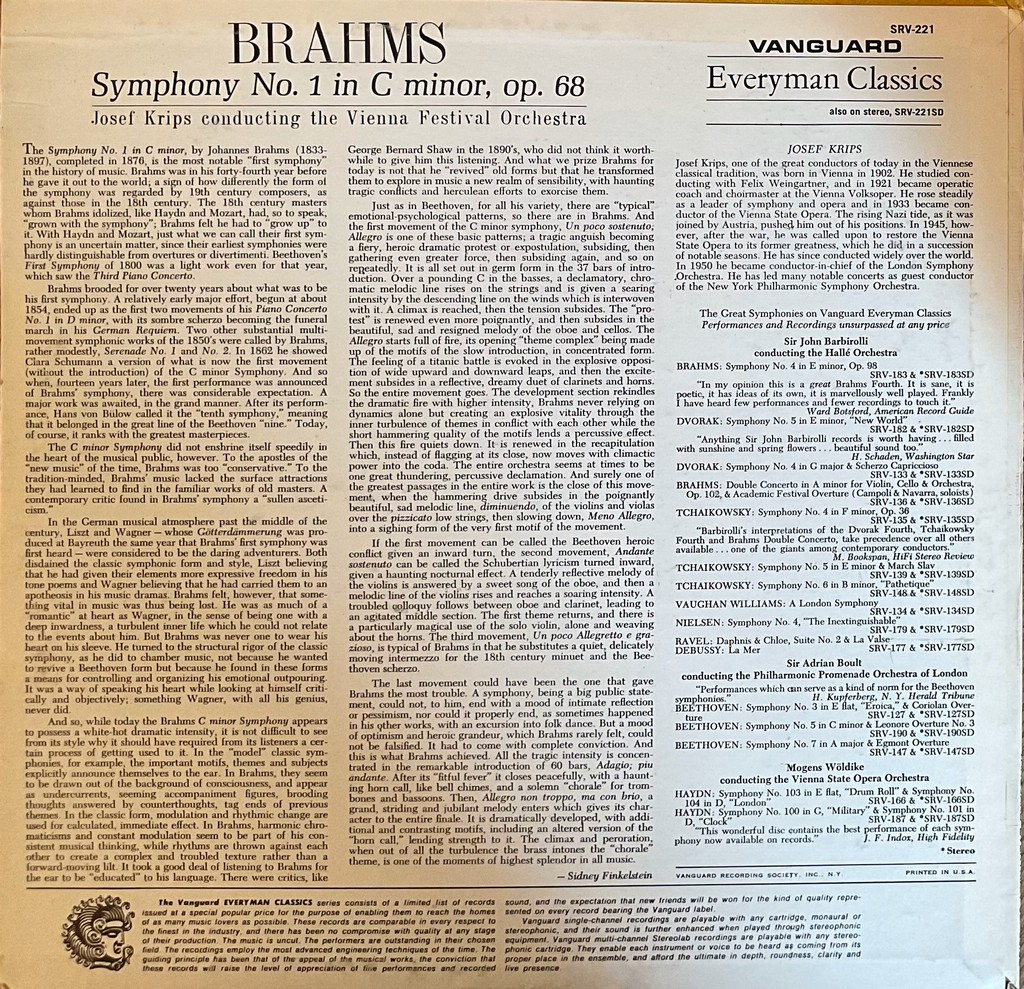 BRAHMS
Symphony No. 1 in C minor, op. 68
Josef Krips conducting the Vienna Festival Orchestra
SRV-221
VANGUARD
Everyman Classics
also on stereo, SRV-221SD
The Symphony No. 1 in C minor, by Johannes Brahms (1833-
1897), completed in 1876, is the most notable "first symphony"
in the history of music. Brahms was in his forty-fourth year before
he gave it out to the world; a sign of how differently the form of
the symphony was regarded by 19th century composers, as
against those in the 18th century. The 18th century masters
whom Brahms idolized, like Haydn and Mozart, had, so to speak,
"grown with the symphony"; Brahms felt he had to "grow up" to
it. With Haydn and Mozart, just what we can call their first sym-
phony is an uncertain matter, since their earliest symphonies were
hardly distinguishable from overtures or divertimenti. Beethoven's
First Symphony of 1800 was a light work even for that year,
which saw the Third Piano Concerto.
Brahms brooded for over twenty years about what was to be
his first symphony. A relatively early major effort, begun at about
1854, ended up as the first two movements of his Piano Concerto
No. 1 in D minor, with its sombre scherzo becoming the funeral
march in his German Requiem. Two other substantial multi-
movement symphonic works of the 1850's were called by Brahms,
rather modestly, Serenade No. 1 and No. 2. In 1862 he showed
Clara Schumann a version of what is now the first movement
(without the introduction) of the C minor Symphony. And so
when, fourteen years later, the first performance was announced
of Brahms' symphony, there was considerable expectation. A
major work was awaited, in the grand manner. After its perform-
ance, Hans von Bülow called it the "tenth symphony," meaning
that it belonged in the great line of the Beethoven "nine." Today,
of course, it ranks with the greatest masterpieces.
The C minor Symphony did not enshrine itself speedily in
the heart of the musical public, however. To the apostles of the
"new music" of the time, Brahms was too "conservative." To the
tradition-minded, Brahms' music lacked the surface attractions
they had learned to find in the familiar works of old masters. A
contemporary critic found in Brahms' symphony a "sullen asceti-
cism."
In the German musical atmosphere past the middle of the
century, Liszt and Wagner — whose Götterdämmerung was pro-
duced at Bayreuth the same year that Brahms' first symphony was
first heard — were considered to be the daring adventurers. Both
disdained the classic symphonic form and style, Liszt believing
that he had given their elements more expressive freedom in his
tone poems and Wagner believing that he had carried them to an
apotheosis in his music dramas. Brahms felt, however, that some-
thing vital in music was thus being lost. He was as much of a
"romantic" at heart as Wagner, in the sense of being one with a
deep inwardness, a turbulent inner life which he could not relate
to the events about him. But Brahms was never one to wear his
heart on his sleeve. He turned to the structural rigor of the classic
symphony, as he did to chamber music, not because he wanted
to revive a Beethoven form but because he found in these forms
a means for controlling and organizing his emotional outpouring.
It was a way of speaking his heart while looking at himself criti-
cally and objectively; something Wagner, with all his genius,
never did.
And so, while today the Brahms C minor Symphony appears
to possess a white-hot dramatic intensity, it is not difficult to see
from its style why it should have required from its listeners a cer-
tain process of getting used to it. In the "model" classic sym-
phonies, for example, the important motifs, themes and subjects
explicitly announce themselves to the ear. In Brahms, they seem
to be drawn out of the background of consciousness, and appear
as undercurrents, seeming accompaniment figures, brooding
thoughts answered by counterthoughts, tag ends of previous
themes. In the classic form, modulation and rhythmic change are
used for calculated, immediate effect. In Brahms, harmonic chro-
maticisms and constant modulation seem to be part of his con-
sistent musical thinking, while rhythms are thrown against each
other to create a complex and troubled texture rather than a
forward-moving lilt. It took a good deal of listening to Brahms for
the ear to be "educated" to his language. There were critics, like
George Bernard Shaw in the 1890's, who did not think it worth-
while to give him this listening. And what we prize Brahms for
today is not that he "revived" old forms but that he transformed
them to explore in music a new realm of sensibility, with haunting
tragic conflicts and herculean efforts to exorcise them.
Just as in Beethoven, for all his variety, there are "typical"
emotional-psychological patterns, so there are in Brahms. And
the first movement of the C minor symphony, Un poco sostenuto;
Allegro is one of these basic patterns; a tragic anguish becoming
a fiery, heroic dramatic protest or expostulation, subsiding, then
gathering even greater force, then subsiding again, and so on
repeatedly. It is all set out in germ form in the 37 bars of intro-
duction. Over a pounding C in the basses, a declamatory, chro-
matic melodic line rises on the strings and is given a searing
intensity by the descending line on the winds which is interwoven
with it. A climax is reached, then the tension subsides. The "pro-
test" is renewed even more poignantly, and then subsides in the
beautiful, sad and resigned melody of the oboe and cellos. The
Allegro starts full of fire, its opening "theme complex" being made
up of the motifs of the slow introduction, in concentrated form.
The feeling of a titanic battle is evoked in the explosive opposi-
tion of wide upward and downward leaps, and then the excite-
ment subsides in a reflective, dreamy duet of clarinets and horns.
So the entire movement goes. The development section rekindles
the dramatic fire with higher intensity, Brahms never relying on
dynamics alone but creating an explosive vitality through the
inner turbulence of themes in conflict with each other while the
short hammering quality of the motifs lends a percussive effect.
Then this fire quiets down. It is renewed in the recapitulation
which, instead of flagging at its close, now moves with climactic
power into the coda. The entire orchestra seems at times to be
one great thundering, percussive declamation. And surely one of
the greatest passages in the entire work is the close of this move-
ment, when the hammering drive subsides in the poignantly
beautiful, sad melodic line, diminuendo, of the violins and violas
over the pizzicato low strings, then slowing down, Meno Allegro,
into a sighing form of the very first motif of the movement.
If the first movement can be called the Beethoven heroic
conflict given an inward turn, the second movement, Andante
sostenuto can be called the Schubertian lyricism turned inward,
given a haunting nocturnal effect. A tenderly reflective melody of
the violins is answered by a sweet song of the oboe, and then a
melodic line of the violins rises and reaches a soaring intensity. A
troubled colloquy follows between oboe and clarinet, leading to
an agitated middle section. The first theme returns, and there is
a particularly magical use of the solo violin, alone and weaving
about the horns. The third movement, Un poco Allegretto e gra-
zioso, is typical of Brahms in that he substitutes a quiet, delicately
moving intermezzo for the 18th century minuet and the Bee-
thoven scherzo.
The last movement could have been the one that gave
Brahms the most trouble. A symphony, being a big public state-
ment, could not, to him, end with a mood of intimate reflection
or pessimism, nor could it properly end, as sometimes happened
in his other works, with an excursion into folk dance. But a mood
of optimism and heroic grandeur, which Brahms rarely felt, could
not be falsified. It had to come with complete conviction. And
this is what Brahms achieved. All the tragic intensity is concen-
trated in the remarkable introduction of 60 bars, Adagio; piu
andante. After its "fitful fever" it closes peacefully, with a haunt-
ing horn call, like bell chimes, and a solemn "chorale" for trom-
bones and bassoons. Then, Allegro non troppo, ma con brio, a
grand, striding and jubilant melody enters which gives its char-
acter to the entire finale. It is dramatically developed, with addi-
tional and contrasting motifs, including an altered version of the
"horn call," lending strength to it. The climax and peroration,
when out of all the turbulence the brass intones the "chorale"
theme, is one of the moments of highest splendor in all music.
— Sidney Finkelstein
JOSEF KRIPS
Josef Krips, one of the great conductors of today in the Viennese
classical tradition, was born in Vienna in 1902. He studied con-
ducting with Felix Weingartner, and in 1921 became operatic
coach and choirmaster at the Vienna Volksoper. He rose steadily
as a leader of symphony and opera and in 1933 became con-
ductor of the Vienna State Opera. The rising Nazi tide, as it was
joined by Austria, pushed him out of his positions. In 1945, how-
ever, after the war, he was called upon to restore the Vienna
State Opera to its former greatness, which he did in a succession
of notable seasons. He has since conducted widely over the world.
In 1950 he became conductor-in-chief of the London Symphony
Orchestra. He has led many notable concerts as guest conductor
of the New York Philharmonic Symphony Orchestra.
The Great Symphonies on Vanguard Everyman Classics
Performances and Recordings unsurpassed at any price
Sir John Barbirolli
conducting the Hallé Orchestra
BRAHMS: Symphony No. 4 in E minor, Op. 98
SRV-183 & *SRV-183SD
"In my opinion this is a great Brahms Fourth. It is sane, it is
poetic, it has ideas of its own, it is marvellously well played. Frankly
I have heard few performances and fewer recordings to touch it."
Ward Botsford, American Record Guide
DVORAK: Symphony No. 5 in E minor, "New World"
SRV-182 & *SRV-182SD
"Anything Sir John Barbirolli records is worth having . . . filled
with sunshine and spring flowers . . . beautiful sound too."
H. Schaden, Washington Star
DVORAK: Symphony No. 4 in G major & Scherzo Capriccioso
SRV-133 & *SRV-133SD
BRAHMS: Double Concerto in A minor for Violin, Cello & Orchestra,
Op. 102, & Academic Festival Overture (Campoli & Navarra, soloists)
SRV-136 & *SRV-136SD
TCHAIKOWSKY: Symphony No. 4 in F minor, Op. 36
SRV-135 & *SRV-135SD
"Barbirolli's interpretations of the Dvorak Fourth, Tchaikowsky
Fourth and Brahms Double Concerto, take precedence over all others
available . . . one of the giants among contemporary conductors."
M. Bookspan, HiFi Stereo Review
TCHAIKOWSKY: Symphony No. 5 in E minor & March Slav
SRV-139 & *SRV-139SD
TCHAIKOWSKY: Symphony No. 6 in B minor, "Pathetique"
SRV-148 & *SRV-148SD
VAUGHAN WILLIAMS: A London Symphony
SRV-134 & *SRV-134SD
NIELSEN: Symphony No. 4, "The Inextinguishable"
SRV-179 & *SRV-179SD
RAVEL: Daphnis & Chloe, Suite No. 2 & La Valse
DEBUSSY: La Mer SRV-177 & *SRV-177SD
Sir Adrian Boult
conducting the Philharmonic Promenade Orchestra of London
"Performances which can serve as a kind of norm for the Beethoven
symphonies." H. Kupferberg, N. Y. Herald Tribune
BEETHOVEN: Symphony No. 3 in E flat, "Eroica," & Coriolan Over-
ture SRV-127 & *SRV-127SD
BEETHOVEN: Symphony No. 5 in C minor & Leonore Overture No. 3
SRV-190 & *SRV-190SD
BEETHOVEN: Symphony No. 7 in A major & Egmont Overture
SRV-147 & *SRV-147SD
Mogens Wöldike
conducting the Vienna State Opera Orchestra
HAYDN: Symphony No. 103 in E flat, "Drum Roll" & Symphony No.
104 in D, "London" SRV-166 & *SRV-166SD
HAYDN: Symphony No. 100 in G, "Military" & Symphony No. 101 in
D, "Clock" SRV-187 & *SRV-187SD
"This wonderful disc contains the best performance of each sym-
phony now available on records." J. F. Indox, High Fidelity
* Stereo
VANGUARD RECORDING SOCIETY, INC., N.Y. PRINTED IN U.S.A.
The Vanguard EVERYMAN CLASSICS series consists of a limited list of records
issued at a special popular price for the purpose of enabling them to reach the homes
of as many music lovers as possible. These records are comparable in every respect to
the finest in the industry, and there has been no compromise with quality at any stage
of their production. The music is uncut. The performers are outstanding in their chosen
field. The recordings employ the most advanced engineering techniques of the time. The
guiding principle has been that of the appeal of the musical works, the conviction that
these records will raise the level of appreciation of fine performances and recorded
sound, and the expectation that new friends will be won for the kind of quality repre-
sented on every record bearing the Vanguard label.
Vanguard single-channel recordings are playable with any cartridge, monaural or
stereophonic, and their sound is further enhanced when played through stereophonic
equipment. Vanguard multi-channel Stereolab recordings are playable with any stereo-
phonic cartridge. They enable each instrument or voice to be heard as coming from its
proper place in the ensemble, and afford the ultimate in depth, roundness, clarity and
live presence.